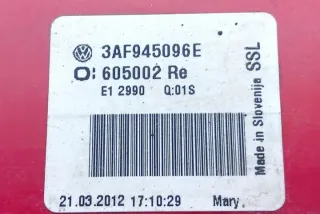 3AF945096E
O: 605002 Re
E1 2990 Q:01S
21.03.2012 17:10:29 Mary
Made in Slovenija SSL